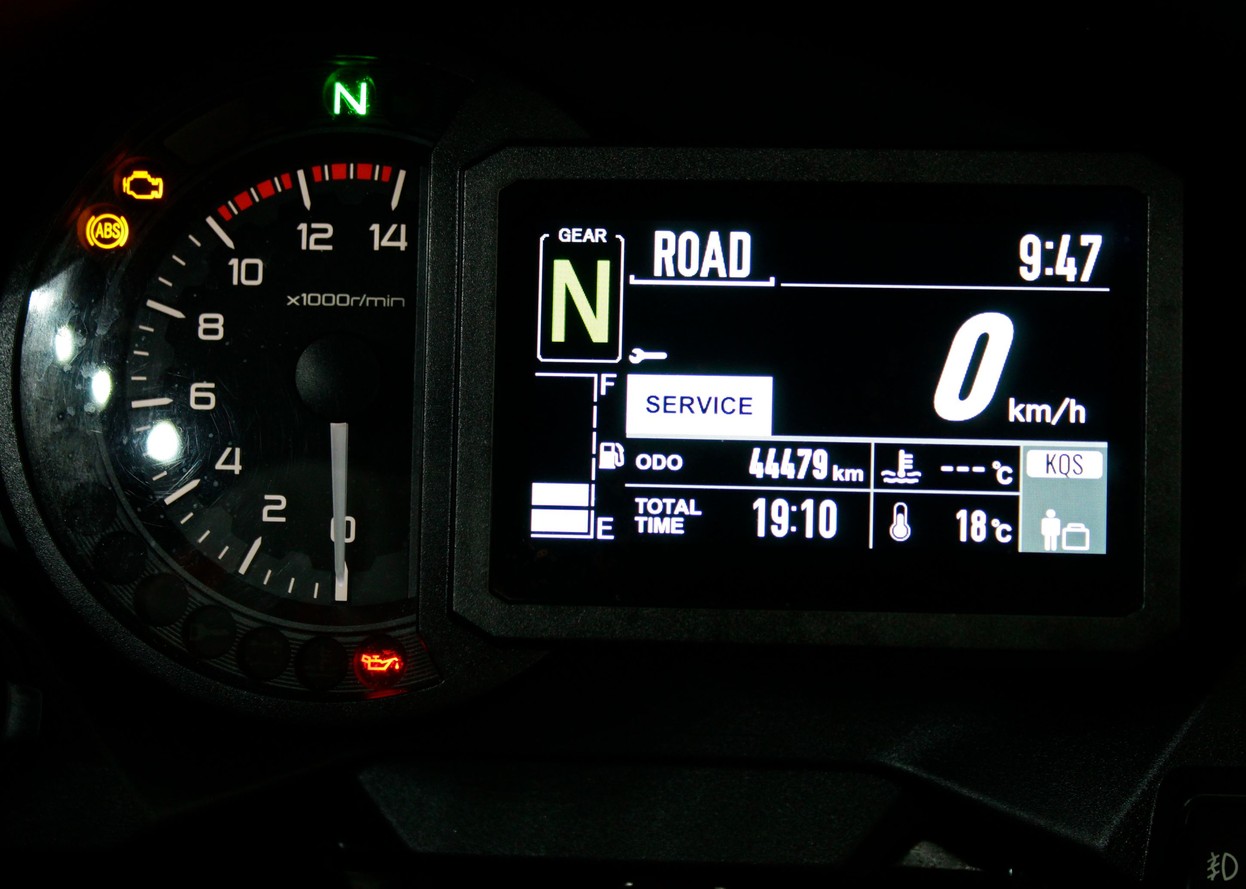 N
ABS
14
12
10
x1000r/min
8
6
4
2
0
GEAR
N
ROAD
9:47
0 km/h
F
SERVICE
E
ODO 44479 km
---°C
KQS
TOTAL
TIME
19:10
18°C